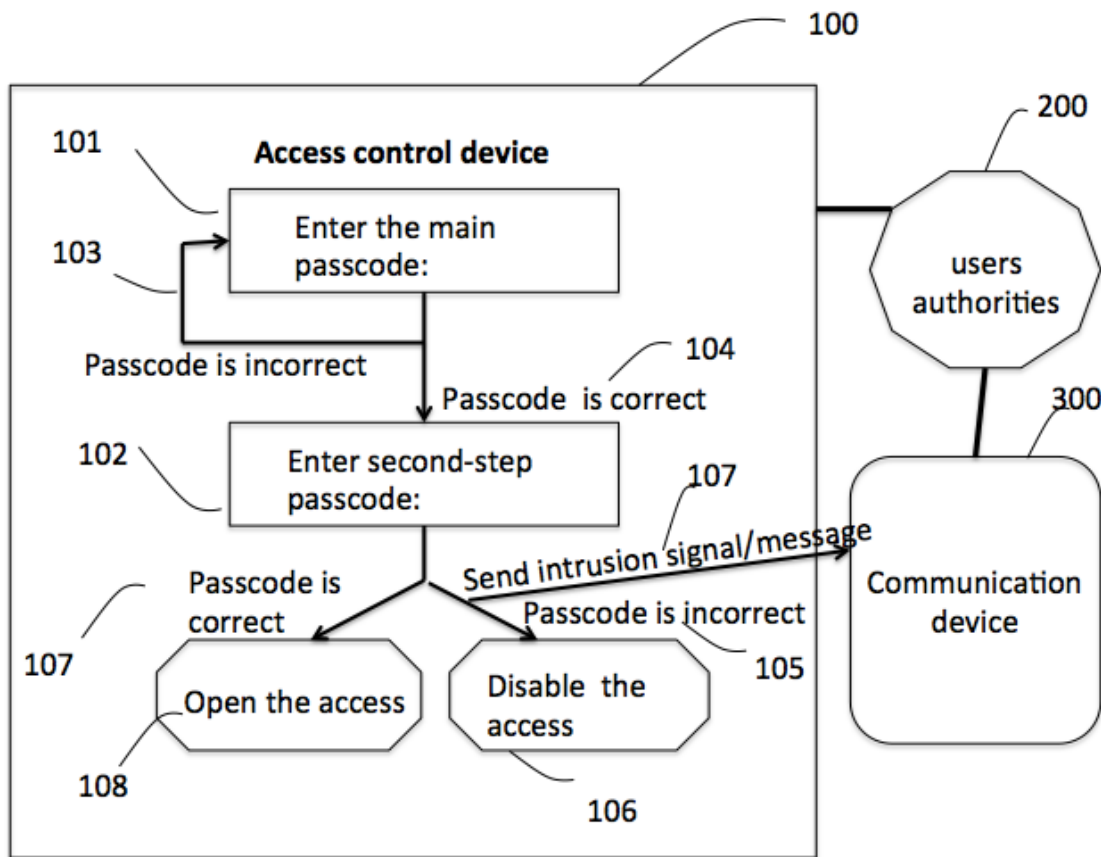 100
200
101
Access control device
Enter the main
passcode:
103
users
authorities
Passcode is incorrect
104
Passcode  is correct
300
102
Enter second-step
passcode:
107
Send intrusion signal/message
Passcode is
correct
Passcode is incorrect
Communication
device
107
105
Open the access
Disable  the
access
108
106